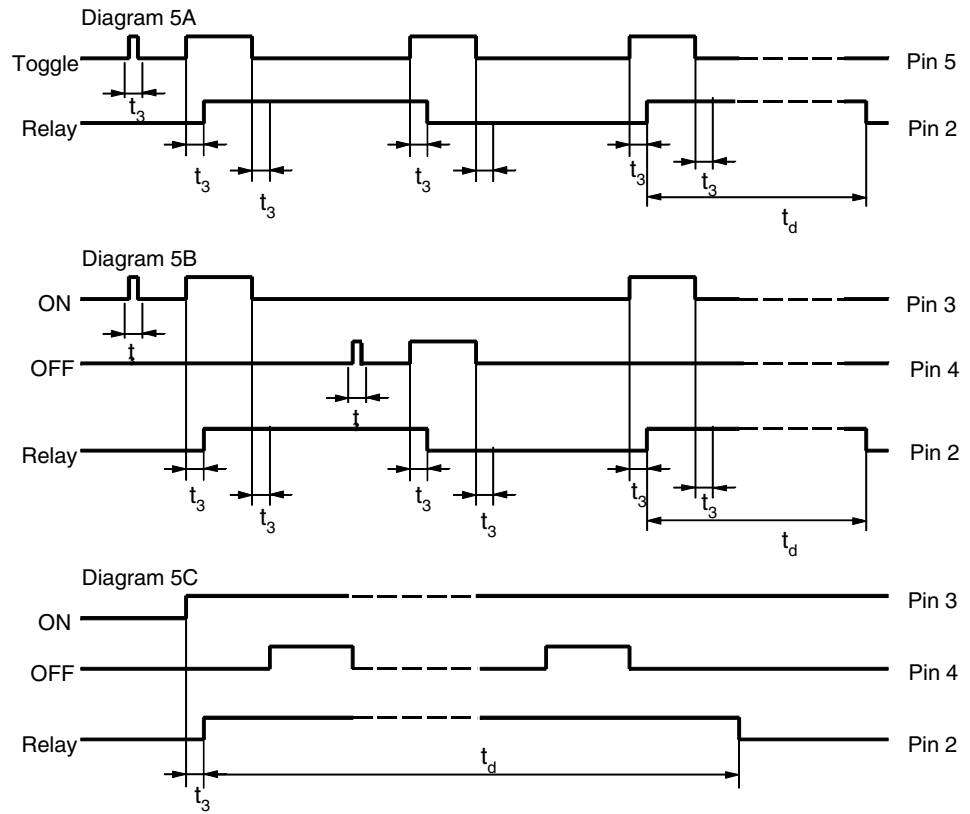 Diagram 5A
Toggle Pin 5
t3
Relay Pin 2
t3 t3 t3 t3 t3
td
Diagram 5B
ON Pin 3
t
OFF Pin 4
t
Relay Pin 2
t3 t3 t3 t3 t3 t3
td
Diagram 5C
ON Pin 3
OFF Pin 4
Relay Pin 2
td
t3